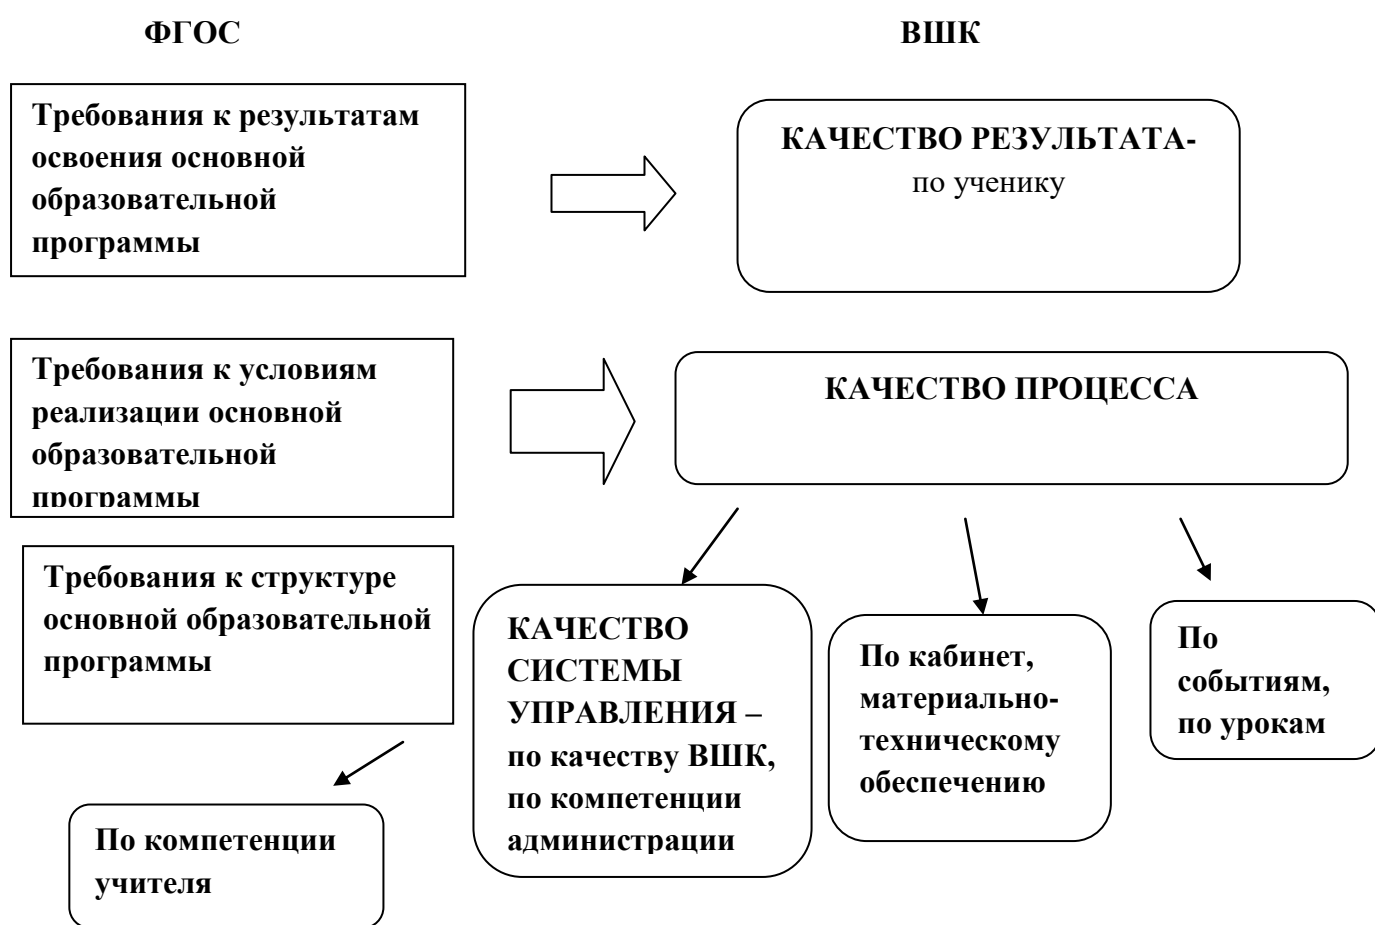 ФГОС
ВШК
Требования к результатам
освоения основной
образовательной
программы
КАЧЕСТВО РЕЗУЛЬТАТА-
по ученику
Требования к условиям
реализации основной
образовательной
программы
КАЧЕСТВО ПРОЦЕССА
Требования к структуре
основной образовательной
программы
КАЧЕСТВО
СИСТЕМЫ
УПРАВЛЕНИЯ –
по качеству ВШК,
по компетенции
администрации
По кабинет,
материально-
техническому
обеспечению
По
событиям,
по урокам
По компетенции
учителя